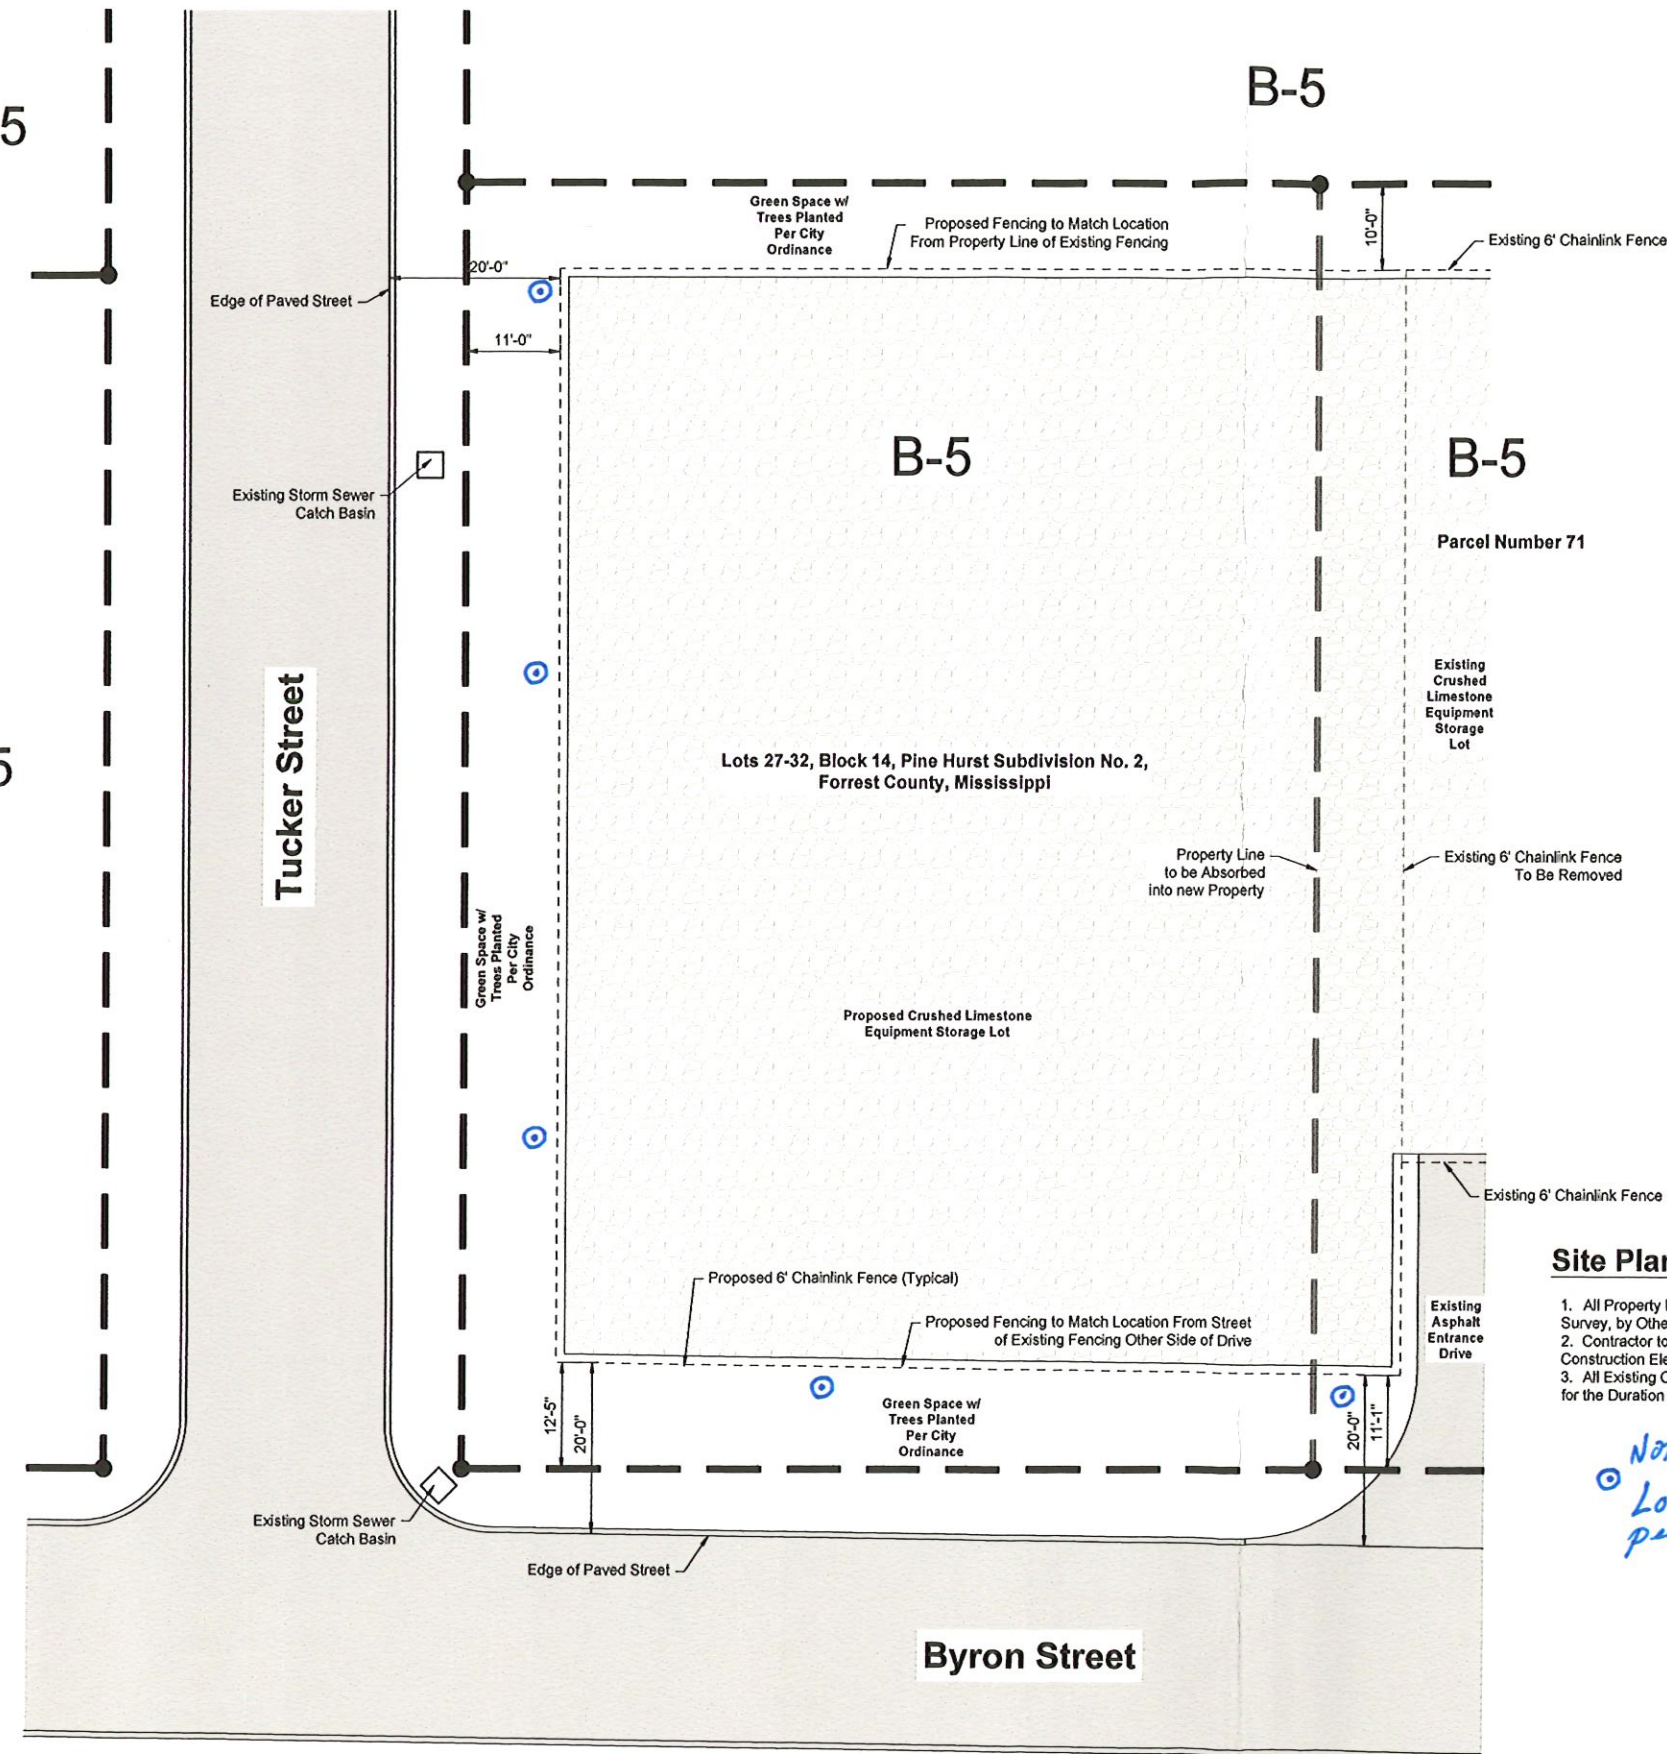 B-5
5
Green Space w/
Trees Planted
Per City
Ordinance
Proposed Fencing to Match Location
From Property Line of Existing Fencing
10'-0"
Existing 6' Chainlink Fence
20'-0"
Edge of Paved Street
11'-0"
B-5
B-5
Existing Storm Sewer
Catch Basin
Parcel Number 71
Tucker Street
Existing
Crushed
Limestone
Equipment
Storage
Lot
5
Lots 27-32, Block 14, Pine Hurst Subdivision No. 2,
Forrest County, Mississippi
Property Line
to be Absorbed
into new Property
Existing 6' Chainlink Fence
To Be Removed
Green Space w/
Trees Planted
Per City
Ordinance
Proposed Crushed Limestone
Equipment Storage Lot
Existing 6' Chainlink Fence
Proposed 6' Chainlink Fence (Typical)
Proposed Fencing to Match Location From Street
of Existing Fencing Other Side of Drive
Existing
Asphalt
Entrance
Drive
Site Plan
1. All Property
Survey, by Othe
2. Contractor to
Construction Ele
3. All Existing
for the Duration
12'-5"
20'-0"
Green Space w/
Trees Planted
Per City
Ordinance
20'-0"
11'-1"
Lo
pe
Existing Storm Sewer
Catch Basin
Edge of Paved Street
Byron Street